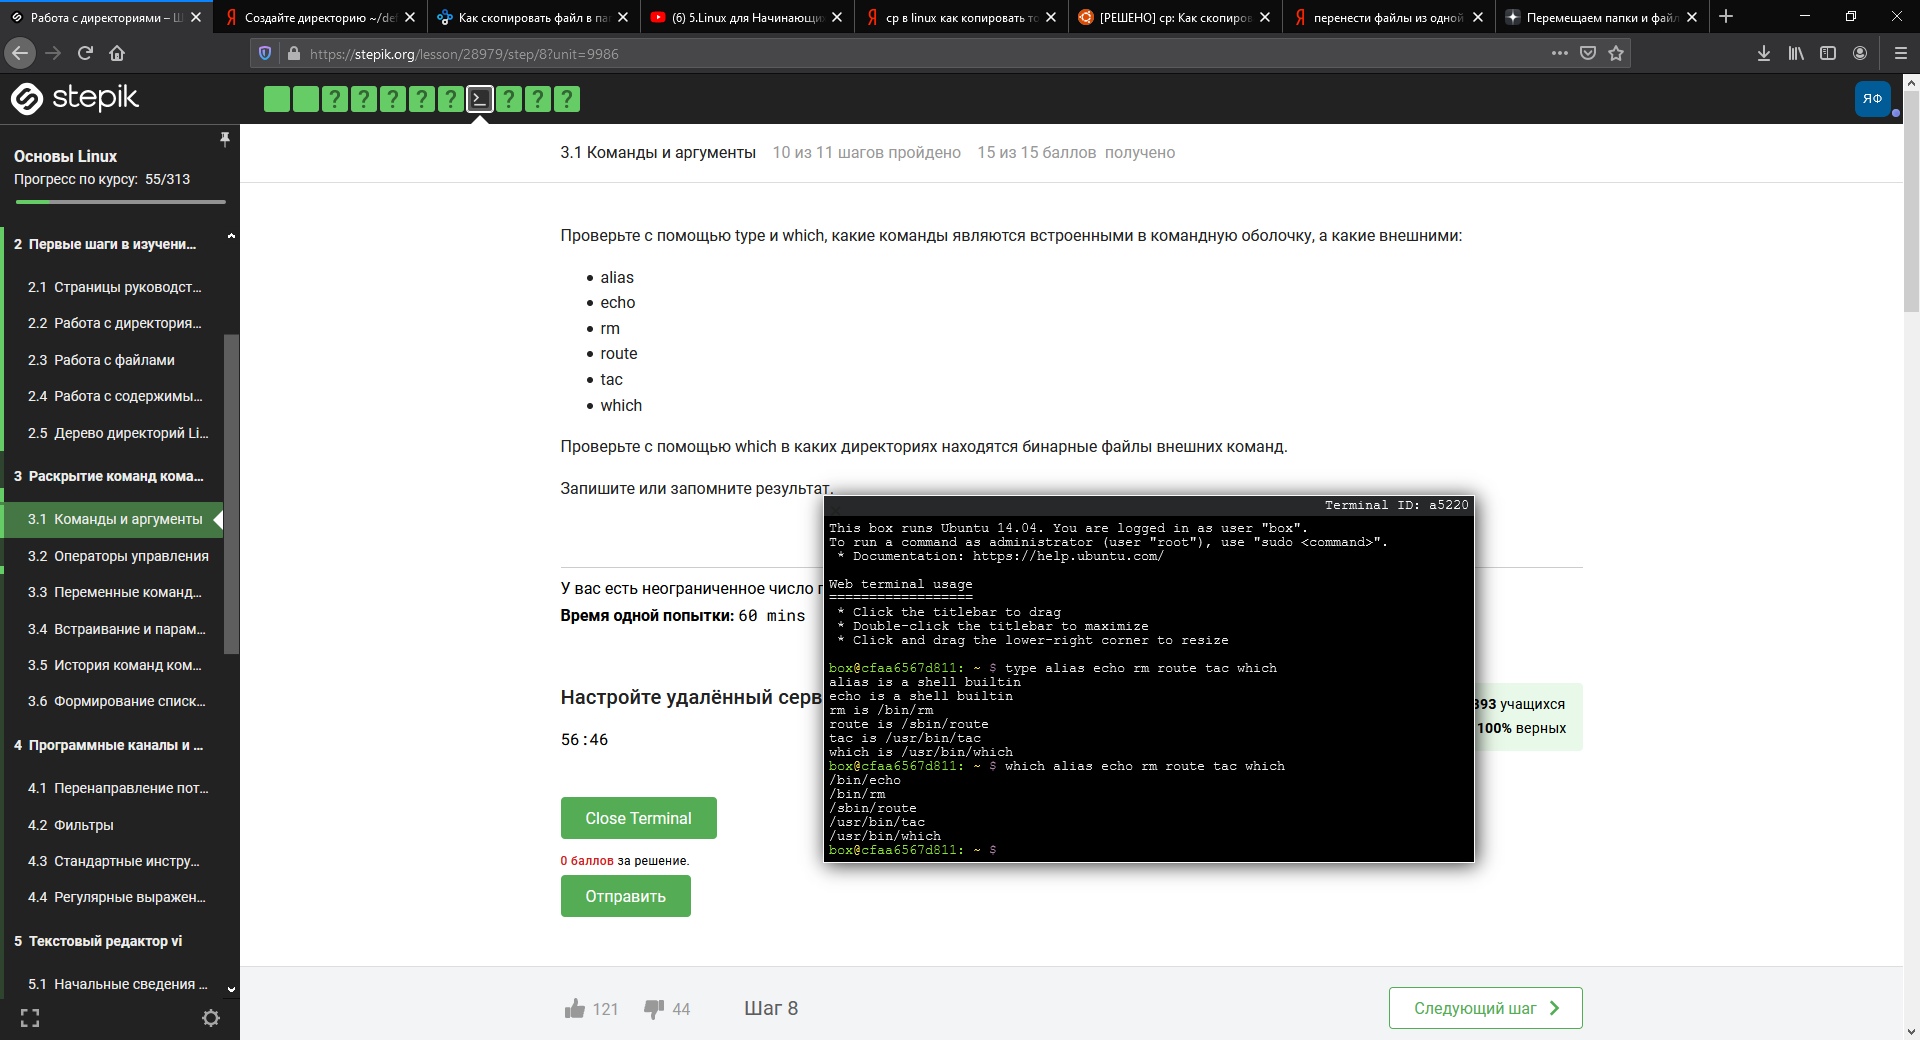 Работа с директориями – Ш
Создайте директорию ~/de
Как скопировать файл в па
(6) 5.Linux для Начинающи
cp в linux как копировать то
[РЕШЕНО] cp: Как скопиров
перенести файлы из одной
Перемещаем папки и файл
https://stepik.org/lesson/28979/step/8?unit=9986
stepik
? ? ? ? ? >_ ? ? ?
ЯФ
Основы Linux
Прогресс по курсу: 55/313
2 Первые шаги в изучени...
2.1 Страницы руководст...
2.2 Работа с директория...
2.3 Работа с файлами
2.4 Работа с содержимы...
2.5 Дерево директорий Li...
3 Раскрытие команд кома...
3.1 Команды и аргументы
3.2 Операторы управления
3.3 Переменные команд...
3.4 Встраивание и парам...
3.5 История команд ком...
3.6 Формирование списк...
4 Программные каналы и ...
4.1 Перенаправление пот...
4.2 Фильтры
4.3 Стандартные инстру...
4.4 Регулярные выражен...
5 Текстовый редактор vi
5.1 Начальные сведения ...
3.1 Команды и аргументы 10 из 11 шагов пройдено 15 из 15 баллов получено
Проверьте с помощью type и which, какие команды являются встроенными в командную оболочку, а какие внешними:
• alias
• echo
• rm
• route
• tac
• which
Проверьте с помощью which в каких директориях находятся бинарные файлы внешних команд.
Запишите или запомните результат.
У вас есть неограниченное число
Время одной попытки: 60 mins
Настройте удалённый серв
56:46
393 учащихся
100% верных
Close Terminal
0 баллов за решение.
Отправить
Terminal ID: a5220
This box runs Ubuntu 14.04. You are logged in as user "box".
To run a command as administrator (user "root"), use "sudo <command>".
* Documentation: https://help.ubuntu.com/
Web terminal usage
==================
* Click the titlebar to drag
* Double-click the titlebar to maximize
* Click and drag the lower-right corner to resize
box@cfaa6567d811: ~ $ type alias echo rm route tac which
alias is a shell builtin
echo is a shell builtin
rm is /bin/rm
route is /sbin/route
tac is /usr/bin/tac
which is /usr/bin/which
box@cfaa6567d811: ~ $ which alias echo rm route tac which
/bin/echo
/bin/rm
/sbin/route
/usr/bin/tac
/usr/bin/which
box@cfaa6567d811: ~ $
121 44 Шаг 8
Следующий шаг